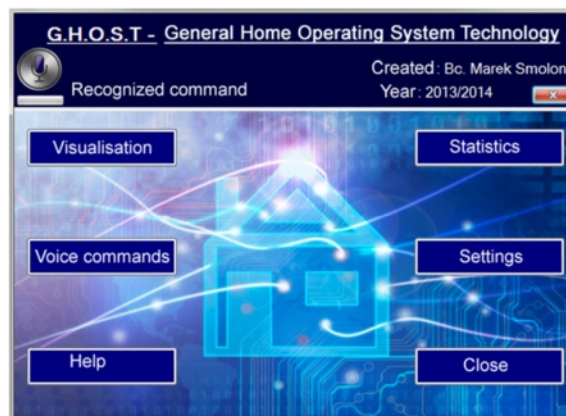 G.H.O.S.T - General Home Operating System Technology
Created: Bc. Marek Smolon
Recognized command
Year: 2013/2014
Visualisation
Statistics
Voice commands
Settings
Help
Close